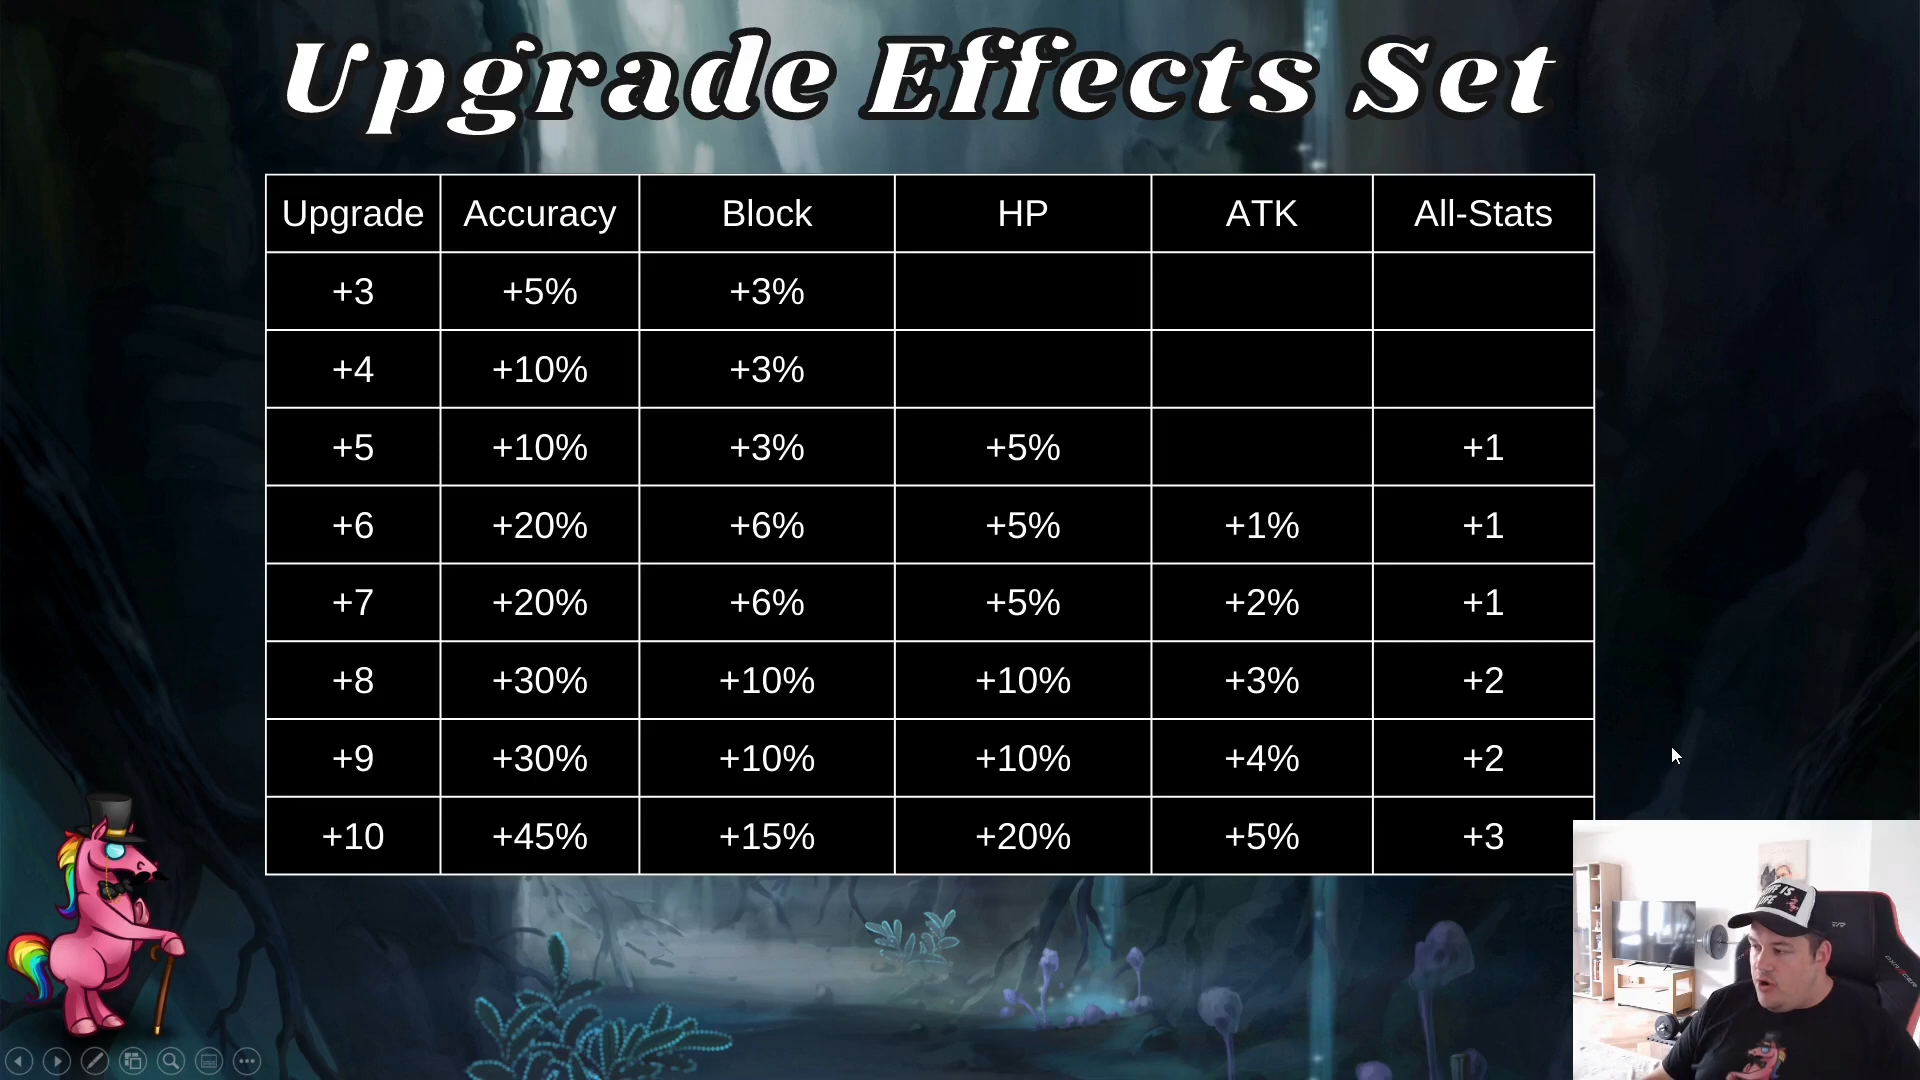 Upgrade Effects Set
Upgrade Accuracy Block HP ATK All-Stats
+3 +5% +3%
+4 +10% +3%
+5 +10% +3% +5% +1
+6 +20% +6% +5% +1% +1
+7 +20% +6% +5% +2% +1
+8 +30% +10% +10% +3% +2
+9 +30% +10% +10% +4% +2
+10 +45% +15% +20% +5% +3